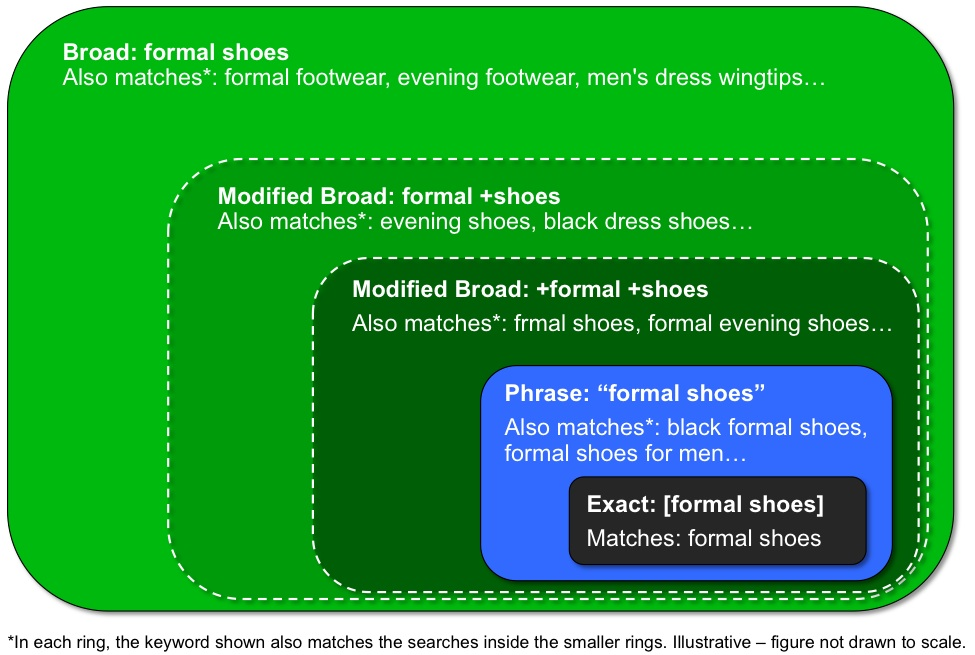 Broad: formal shoes
Also matches*: formal footwear, evening footwear, men's dress wingtips…
Modified Broad: formal +shoes
Also matches*: evening shoes, black dress shoes…
Modified Broad: +formal +shoes
Also matches*: frmal shoes, formal evening shoes…
Phrase: “formal shoes”
Also matches*: black formal shoes,
formal shoes for men…
Exact: [formal shoes]
Matches: formal shoes
*In each ring, the keyword shown also matches the searches inside the smaller rings. Illustrative – figure not drawn to scale.